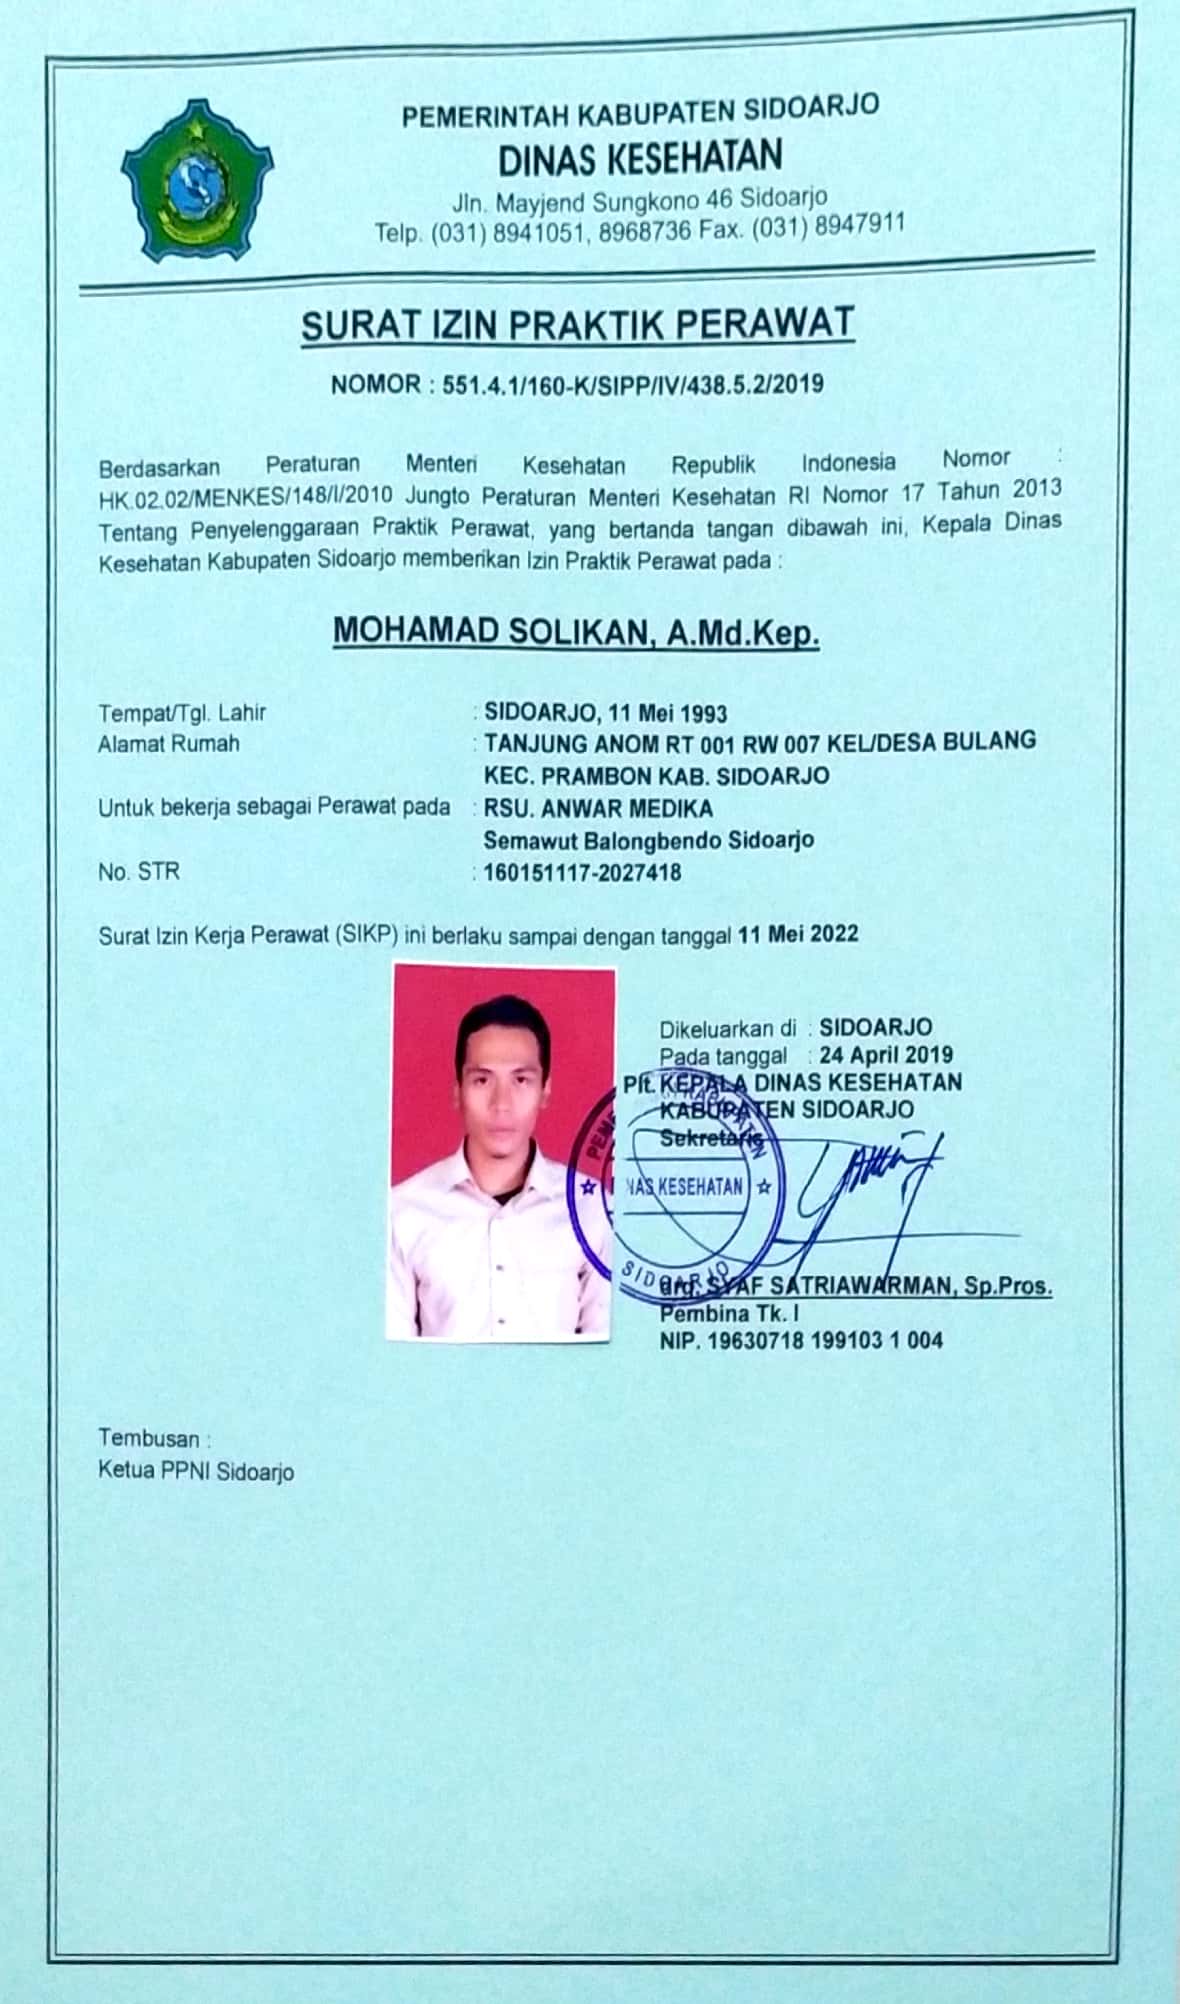 PEMERINTAH KABUPATEN SIDOARJO
DINAS KESEHATAN
Jln. Mayjend Sungkono 46 Sidoarjo
Telp. (031) 8941051, 8968736 Fax. (031) 8947911
SURAT IZIN PRAKTIK PERAWAT
NOMOR : 551.4.1/160-K/SIPP/IV/438.5.2/2019
Berdasarkan Peraturan Menteri Kesehatan Republik Indonesia Nomor :
HK.02.02/MENKES/148/I/2010 Jungto Peraturan Menteri Kesehatan RI Nomor 17 Tahun 2013
Tentang Penyelenggaraan Praktik Perawat, yang bertanda tangan dibawah ini, Kepala Dinas
Kesehatan Kabupaten Sidoarjo memberikan Izin Praktik Perawat pada :
MOHAMAD SOLIKAN, A.Md.Kep.
Tempat/Tgl. Lahir : SIDOARJO, 11 Mei 1993
Alamat Rumah : TANJUNG ANOM RT 001 RW 007 KEL/DESA BULANG
KEC. PRAMBON KAB. SIDOARJO
Untuk bekerja sebagai Perawat pada : RSU. ANWAR MEDIKA
Semawut Balongbendo Sidoarjo
No. STR : 160151117-2027418
Surat Izin Kerja Perawat (SIKP) ini berlaku sampai dengan tanggal 11 Mei 2022
Dikeluarkan di : SIDOARJO
Pada tanggal : 24 April 2019
Plt. KEPALA DINAS KESEHATAN
KABUPATEN SIDOARJO
Sekretaris
KABUPATEN
NAS KESEHATAN
SIDOARJO
drg. SYAF SATRIAWARMAN, Sp.Pros.
Pembina Tk. I
NIP. 19630718 199103 1 004
Tembusan :
Ketua PPNI Sidoarjo